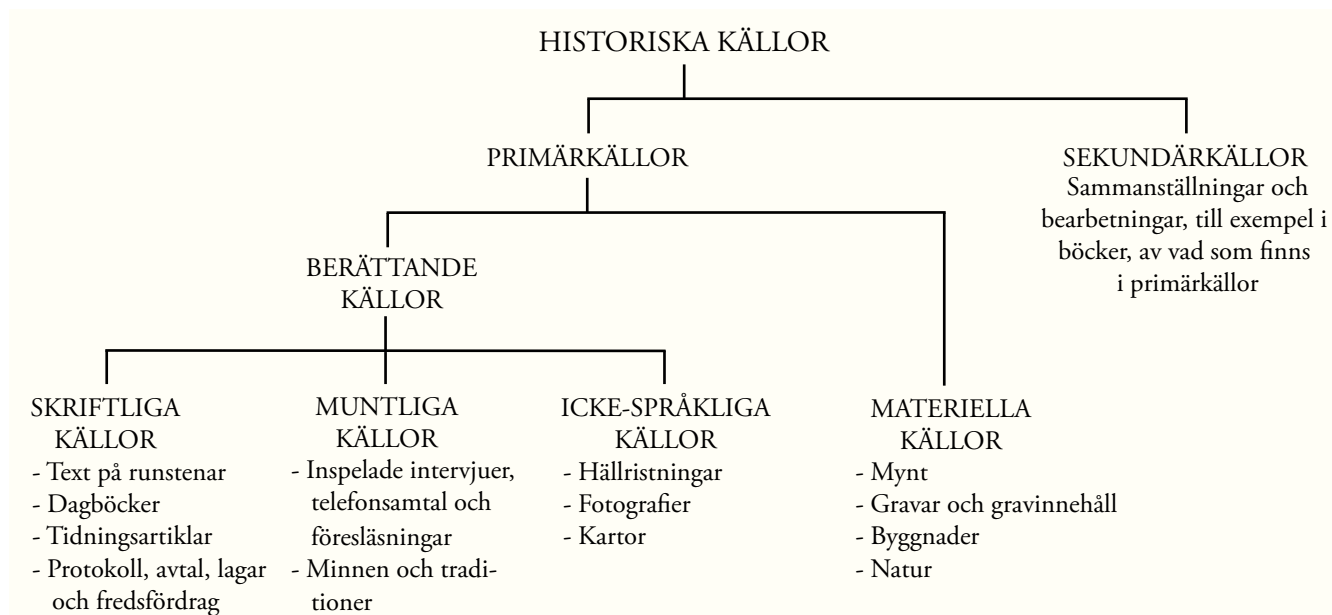 HISTORISKA KÄLLOR
PRIMÄRKÄLLOR
SEKUNDÄRKÄLLOR
Sammanställningar och
bearbetningar, till exempel i
böcker, av vad som finns
i primärkällor
BERÄTTANDE
KÄLLOR
SKRIFTLIGA
KÄLLOR
- Text på runstenar
- Dagböcker
- Tidningsartiklar
- Protokoll, avtal, lagar
och fredsfördrag
MUNTLIGA
KÄLLOR
- Inspelade intervjuer,
telefonsamtal och
föresläsningar
- Minnen och tradi-
tioner
ICKE-SPRÅKLIGA
KÄLLOR
- Hällristningar
- Fotografier
- Kartor
MATERIELLA
KÄLLOR
- Mynt
- Gravar och gravinnehåll
- Byggnader
- Natur